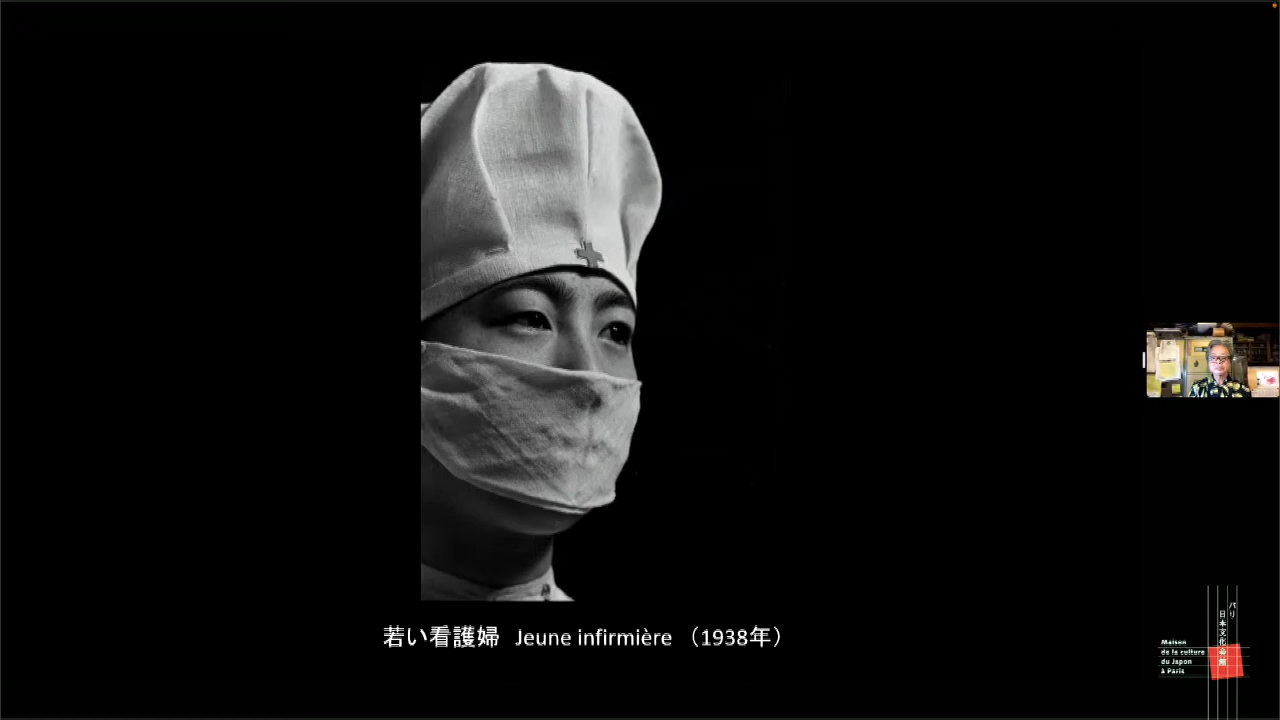 若い看護婦 Jeune infirmière （1938年）
パリ
日本文化会館
Maison
de la culture
du Japon
à Paris